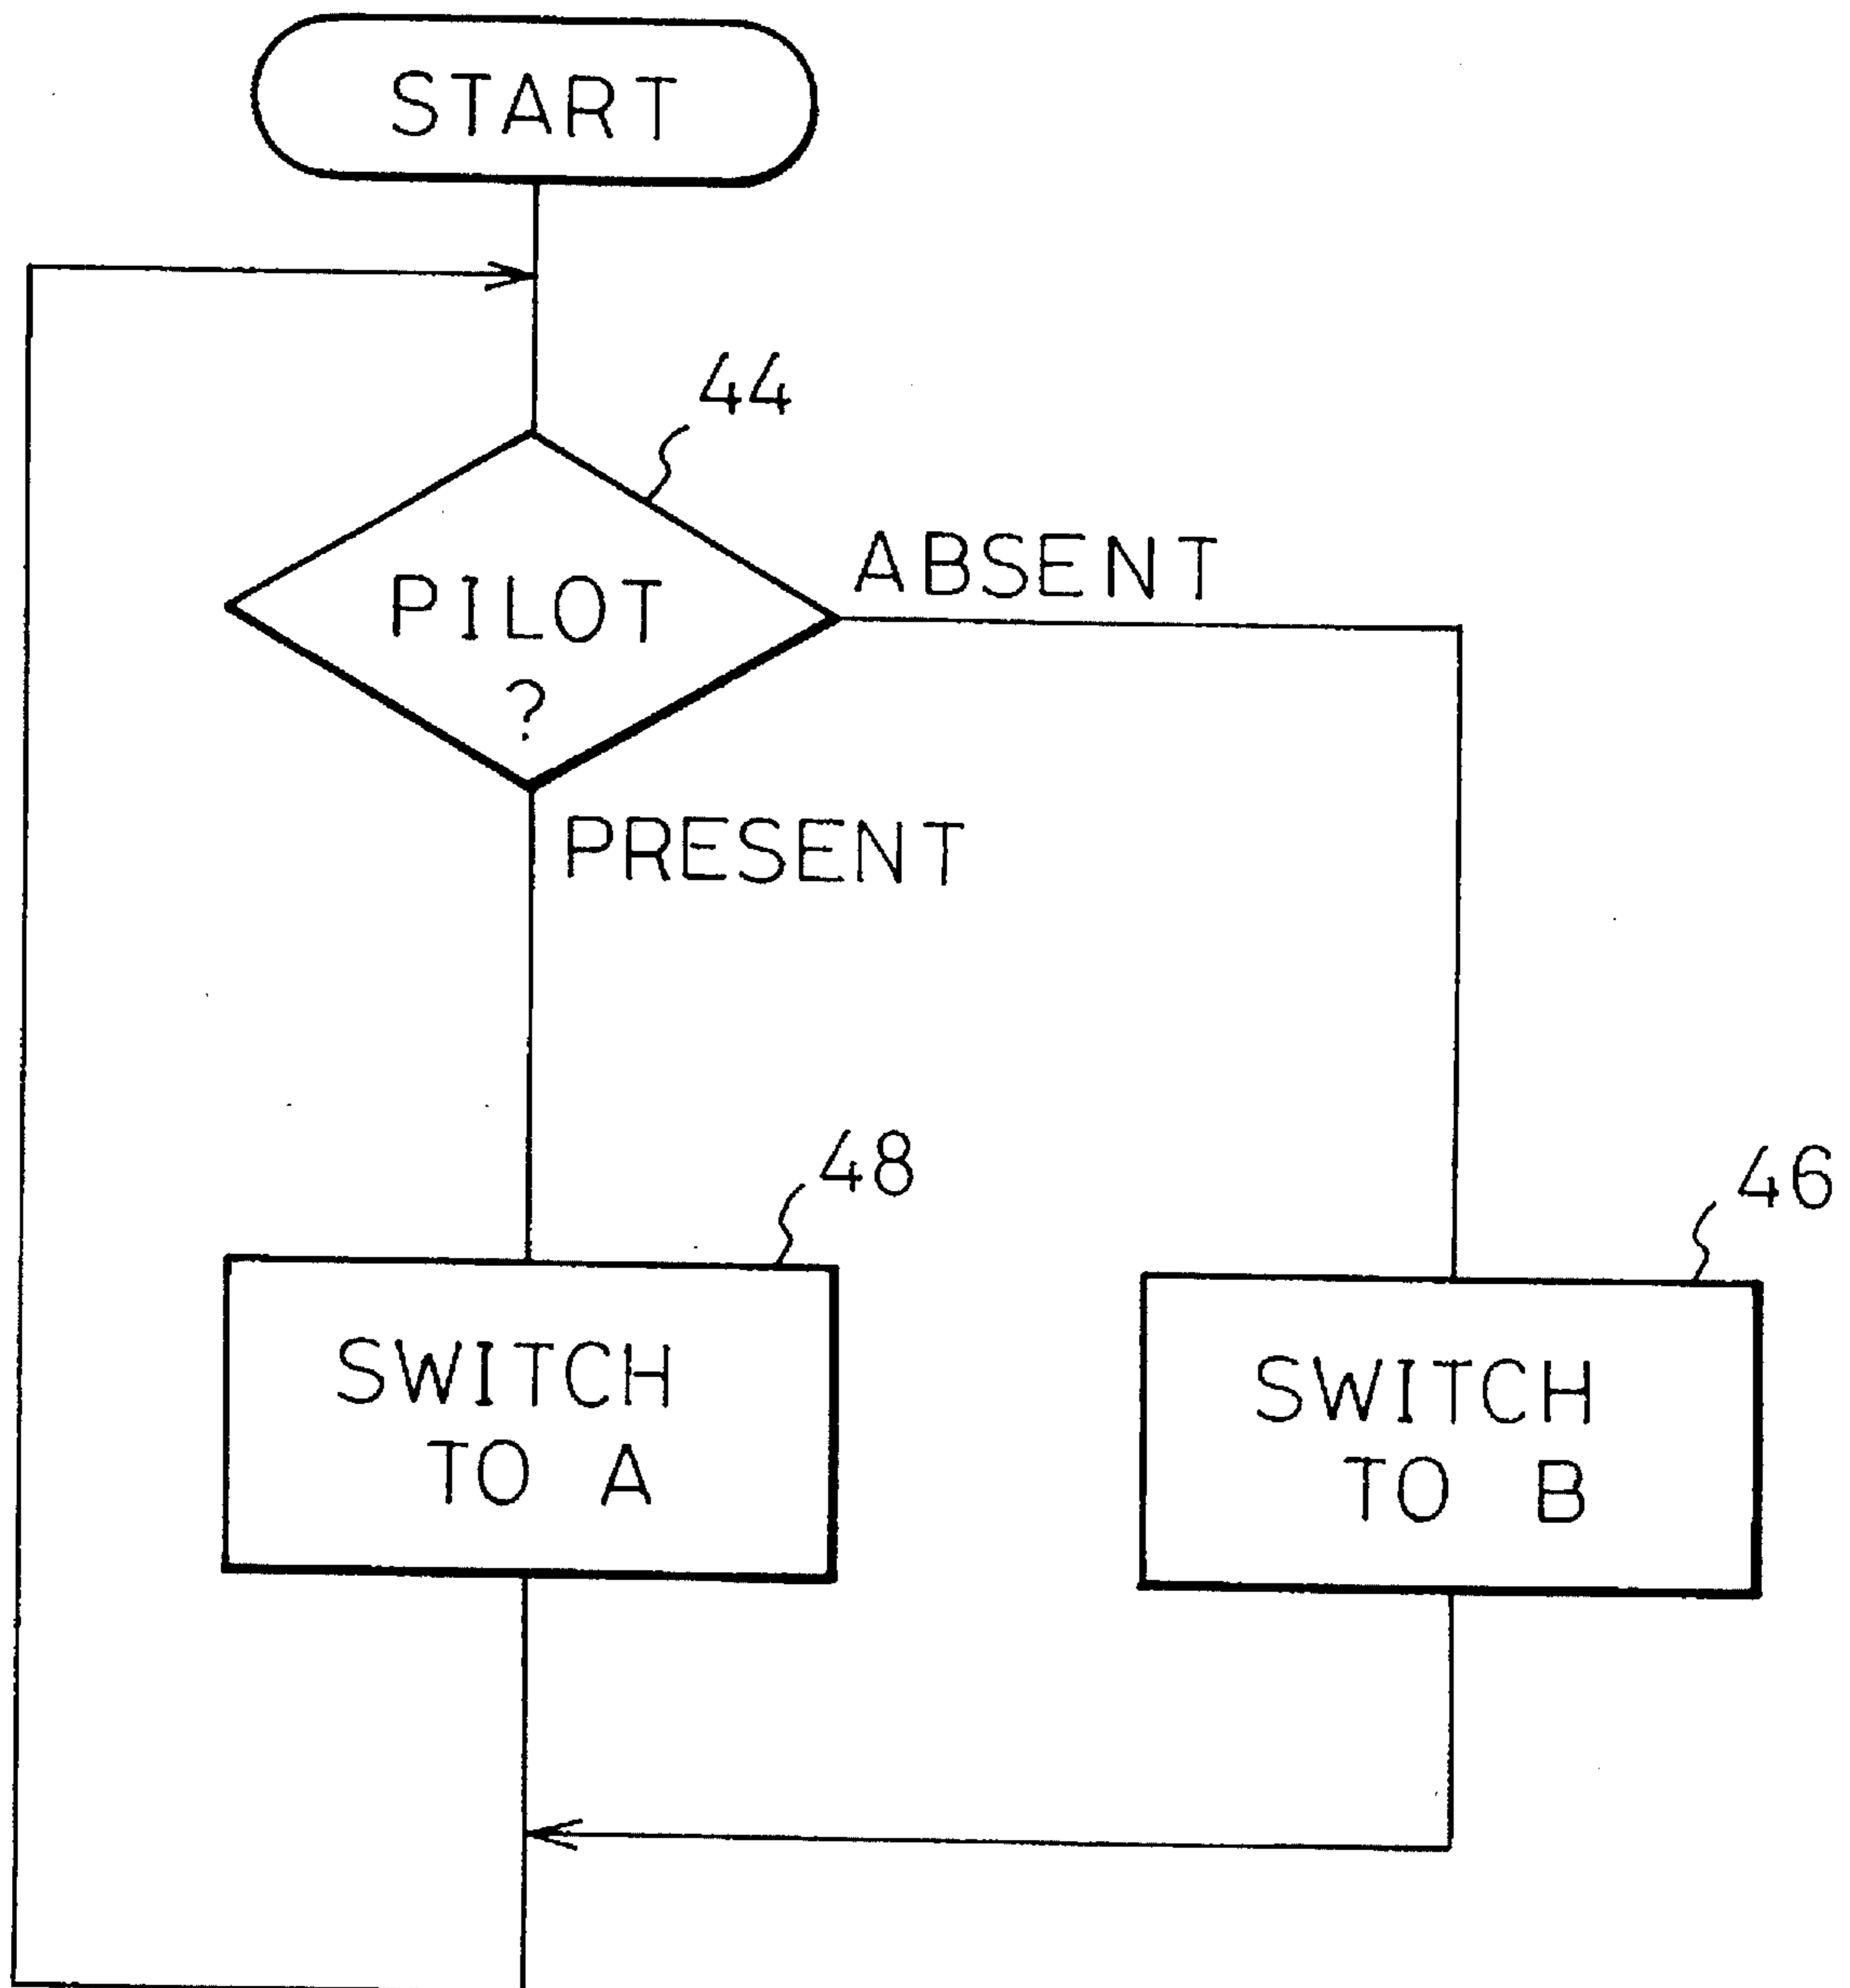 START
44
ABSENT
PILOT
?
PRESENT
48
46
SWITCH
TO A
SWITCH
TO B